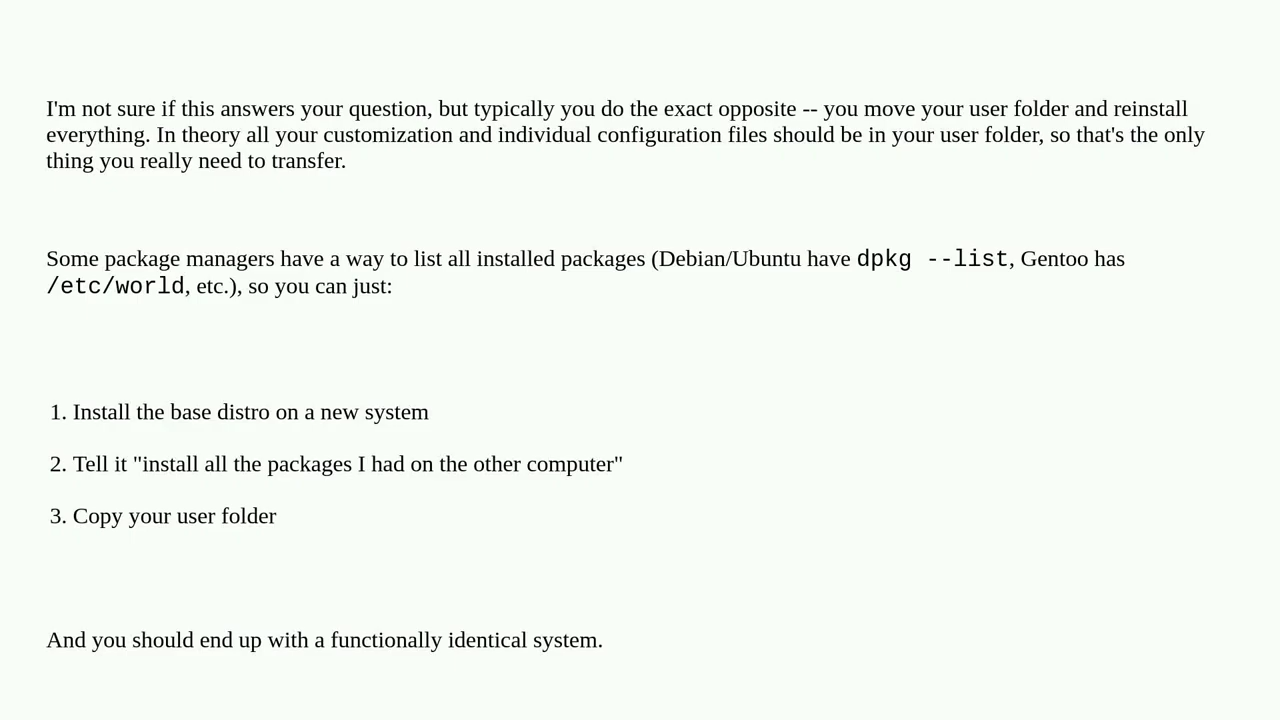 I'm not sure if this answers your question, but typically you do the exact opposite -- you move your user folder and reinstall
everything. In theory all your customization and individual configuration files should be in your user folder, so that's the only
thing you really need to transfer.
Some package managers have a way to list all installed packages (Debian/Ubuntu have dpkg --list, Gentoo has
/etc/world, etc.), so you can just:
1. Install the base distro on a new system
2. Tell it "install all the packages I had on the other computer"
3. Copy your user folder
And you should end up with a functionally identical system.